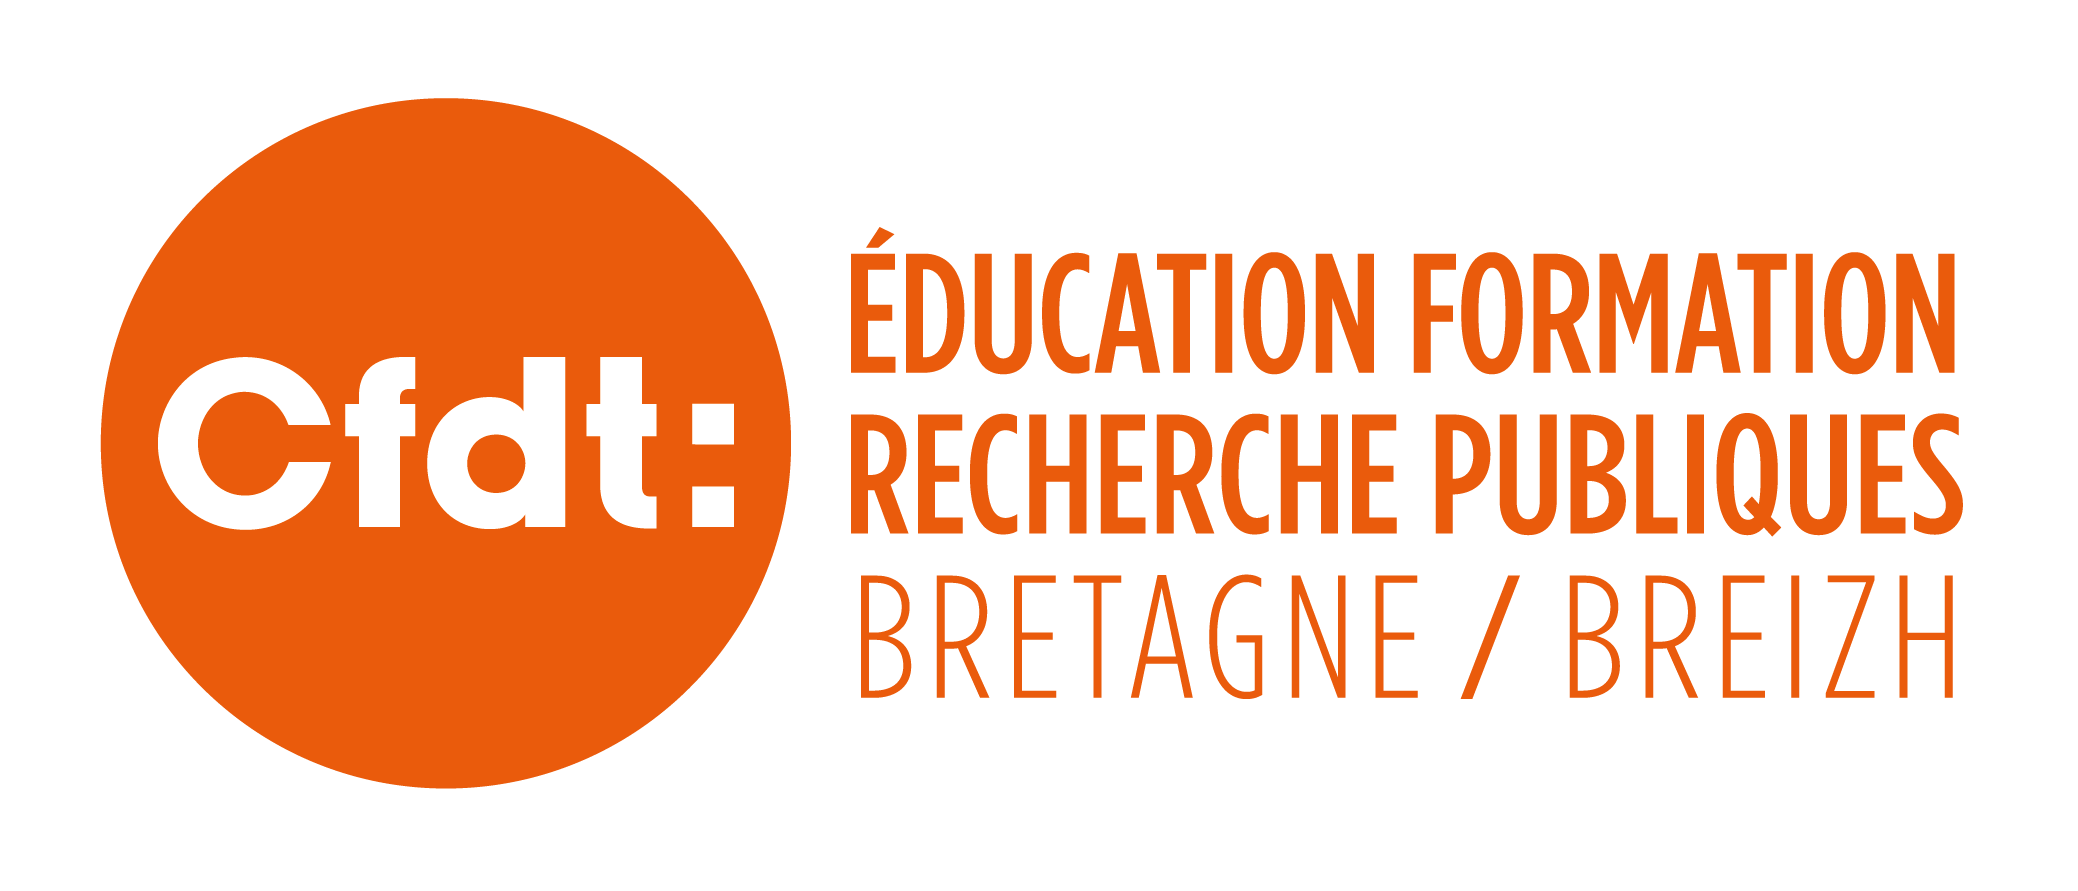 Cfdt:
ÉDUCATION FORMATION
RECHERCHE PUBLIQUES
BRETAGNE / BREIZH